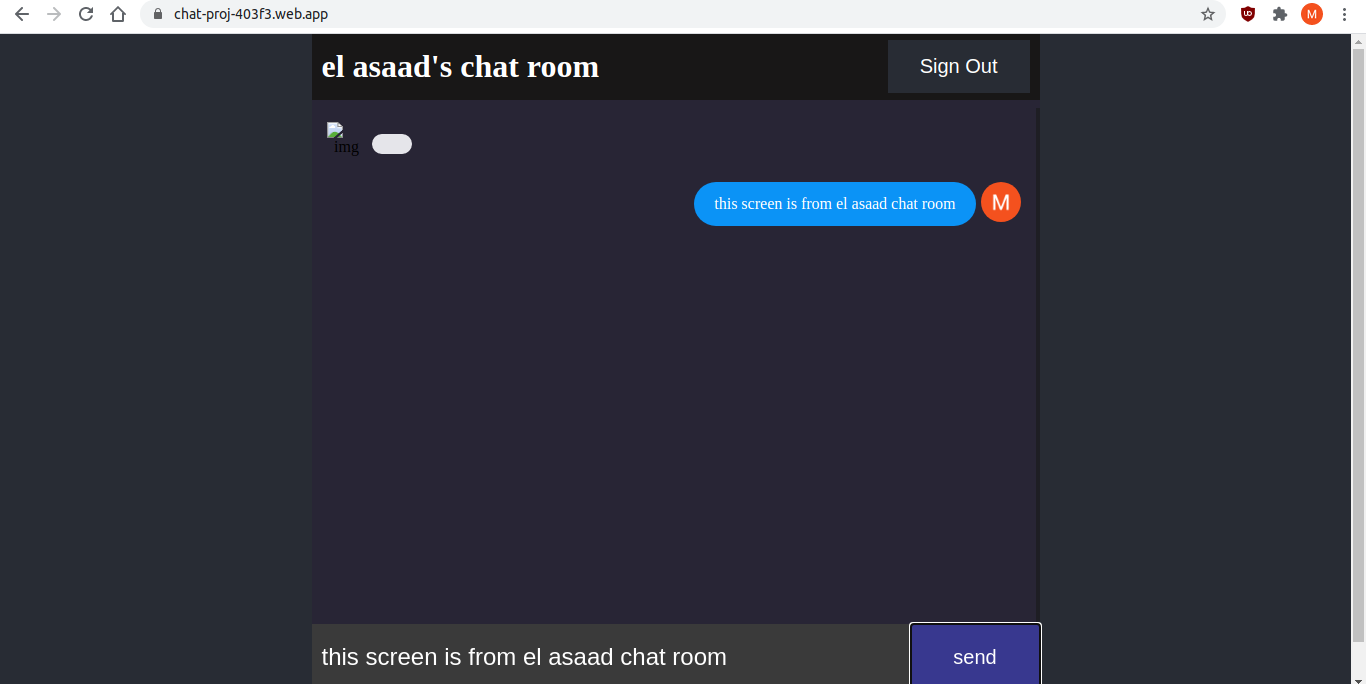 chat-proj-403f3.web.app
M
el asaad's chat room
Sign Out
img
this screen is from el asaad chat room
M
this screen is from el asaad chat room
send